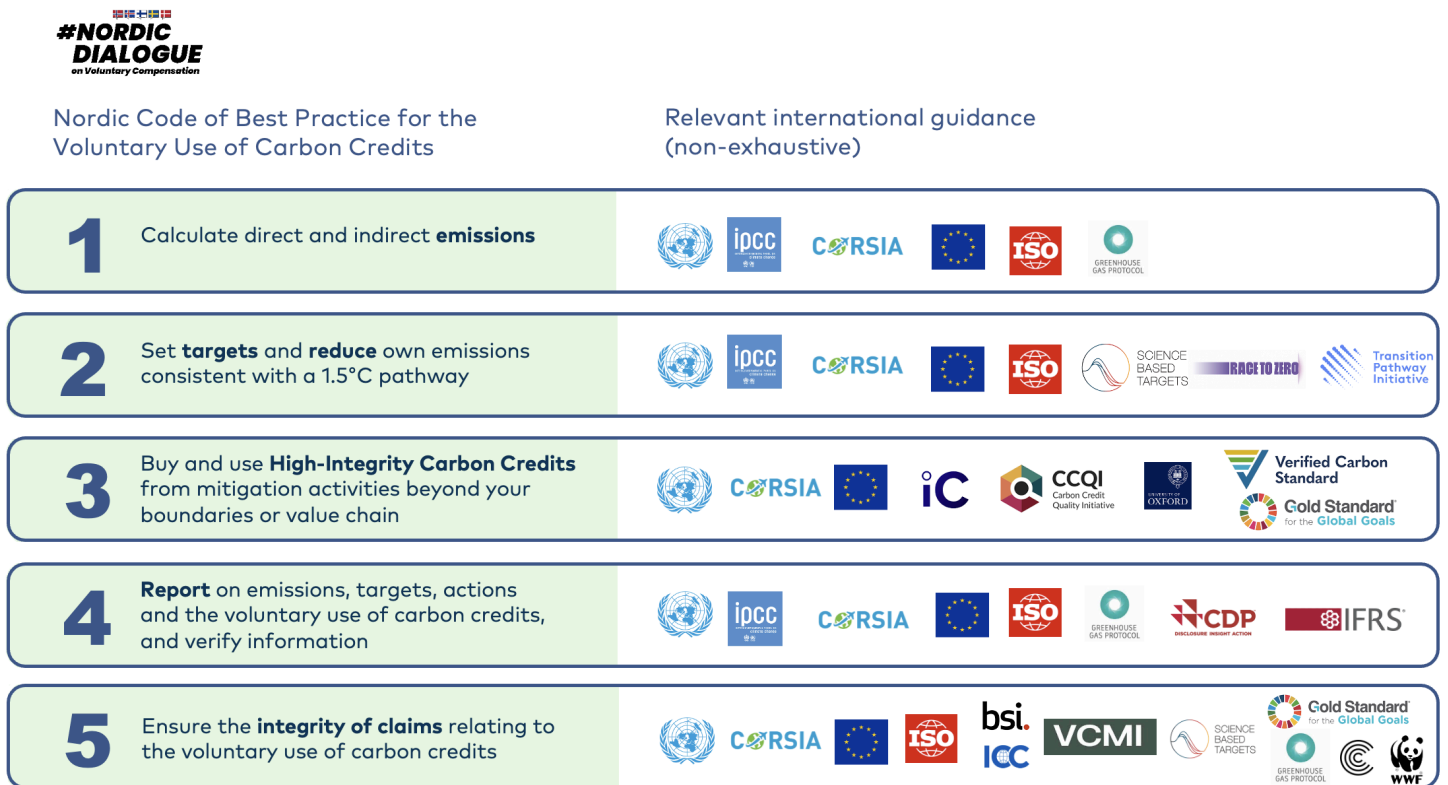 #NORDIC
DIALOGUE
on Voluntary Compensation
Nordic Code of Best Practice for the
Voluntary Use of Carbon Credits
Relevant international guidance
(non-exhaustive)
1
Calculate direct and indirect emissions
ipcc
CORSIA
ISO
GREENHOUSE
GAS PROTOCOL
2
Set targets and reduce own emissions
consistent with a 1.5°C pathway
ipcc
CORSIA
ISO
SCIENCE
BASED
TARGETS
RACE TO ZERO
Transition
Pathway
Initiative
3
Buy and use High-Integrity Carbon Credits
from mitigation activities beyond your
boundaries or value chain
CORSIA
iC
CCQI
Carbon Credit
Quality Initiative
UNIVERSITY OF
OXFORD
Verified Carbon
Standard
Gold Standard
for the Global Goals
4
Report on emissions, targets, actions
and the voluntary use of carbon credits,
and verify information
ipcc
CORSIA
ISO
GREENHOUSE
GAS PROTOCOL
CDP
DISCLOSURE INSIGHT ACTION
IFRS®
5
Ensure the integrity of claims relating to
the voluntary use of carbon credits
CORSIA
ISO
bsi.
ICC
VCMI
SCIENCE
BASED
TARGETS
Gold Standard
for the Global Goals
GREENHOUSE
GAS PROTOCOL
WWF